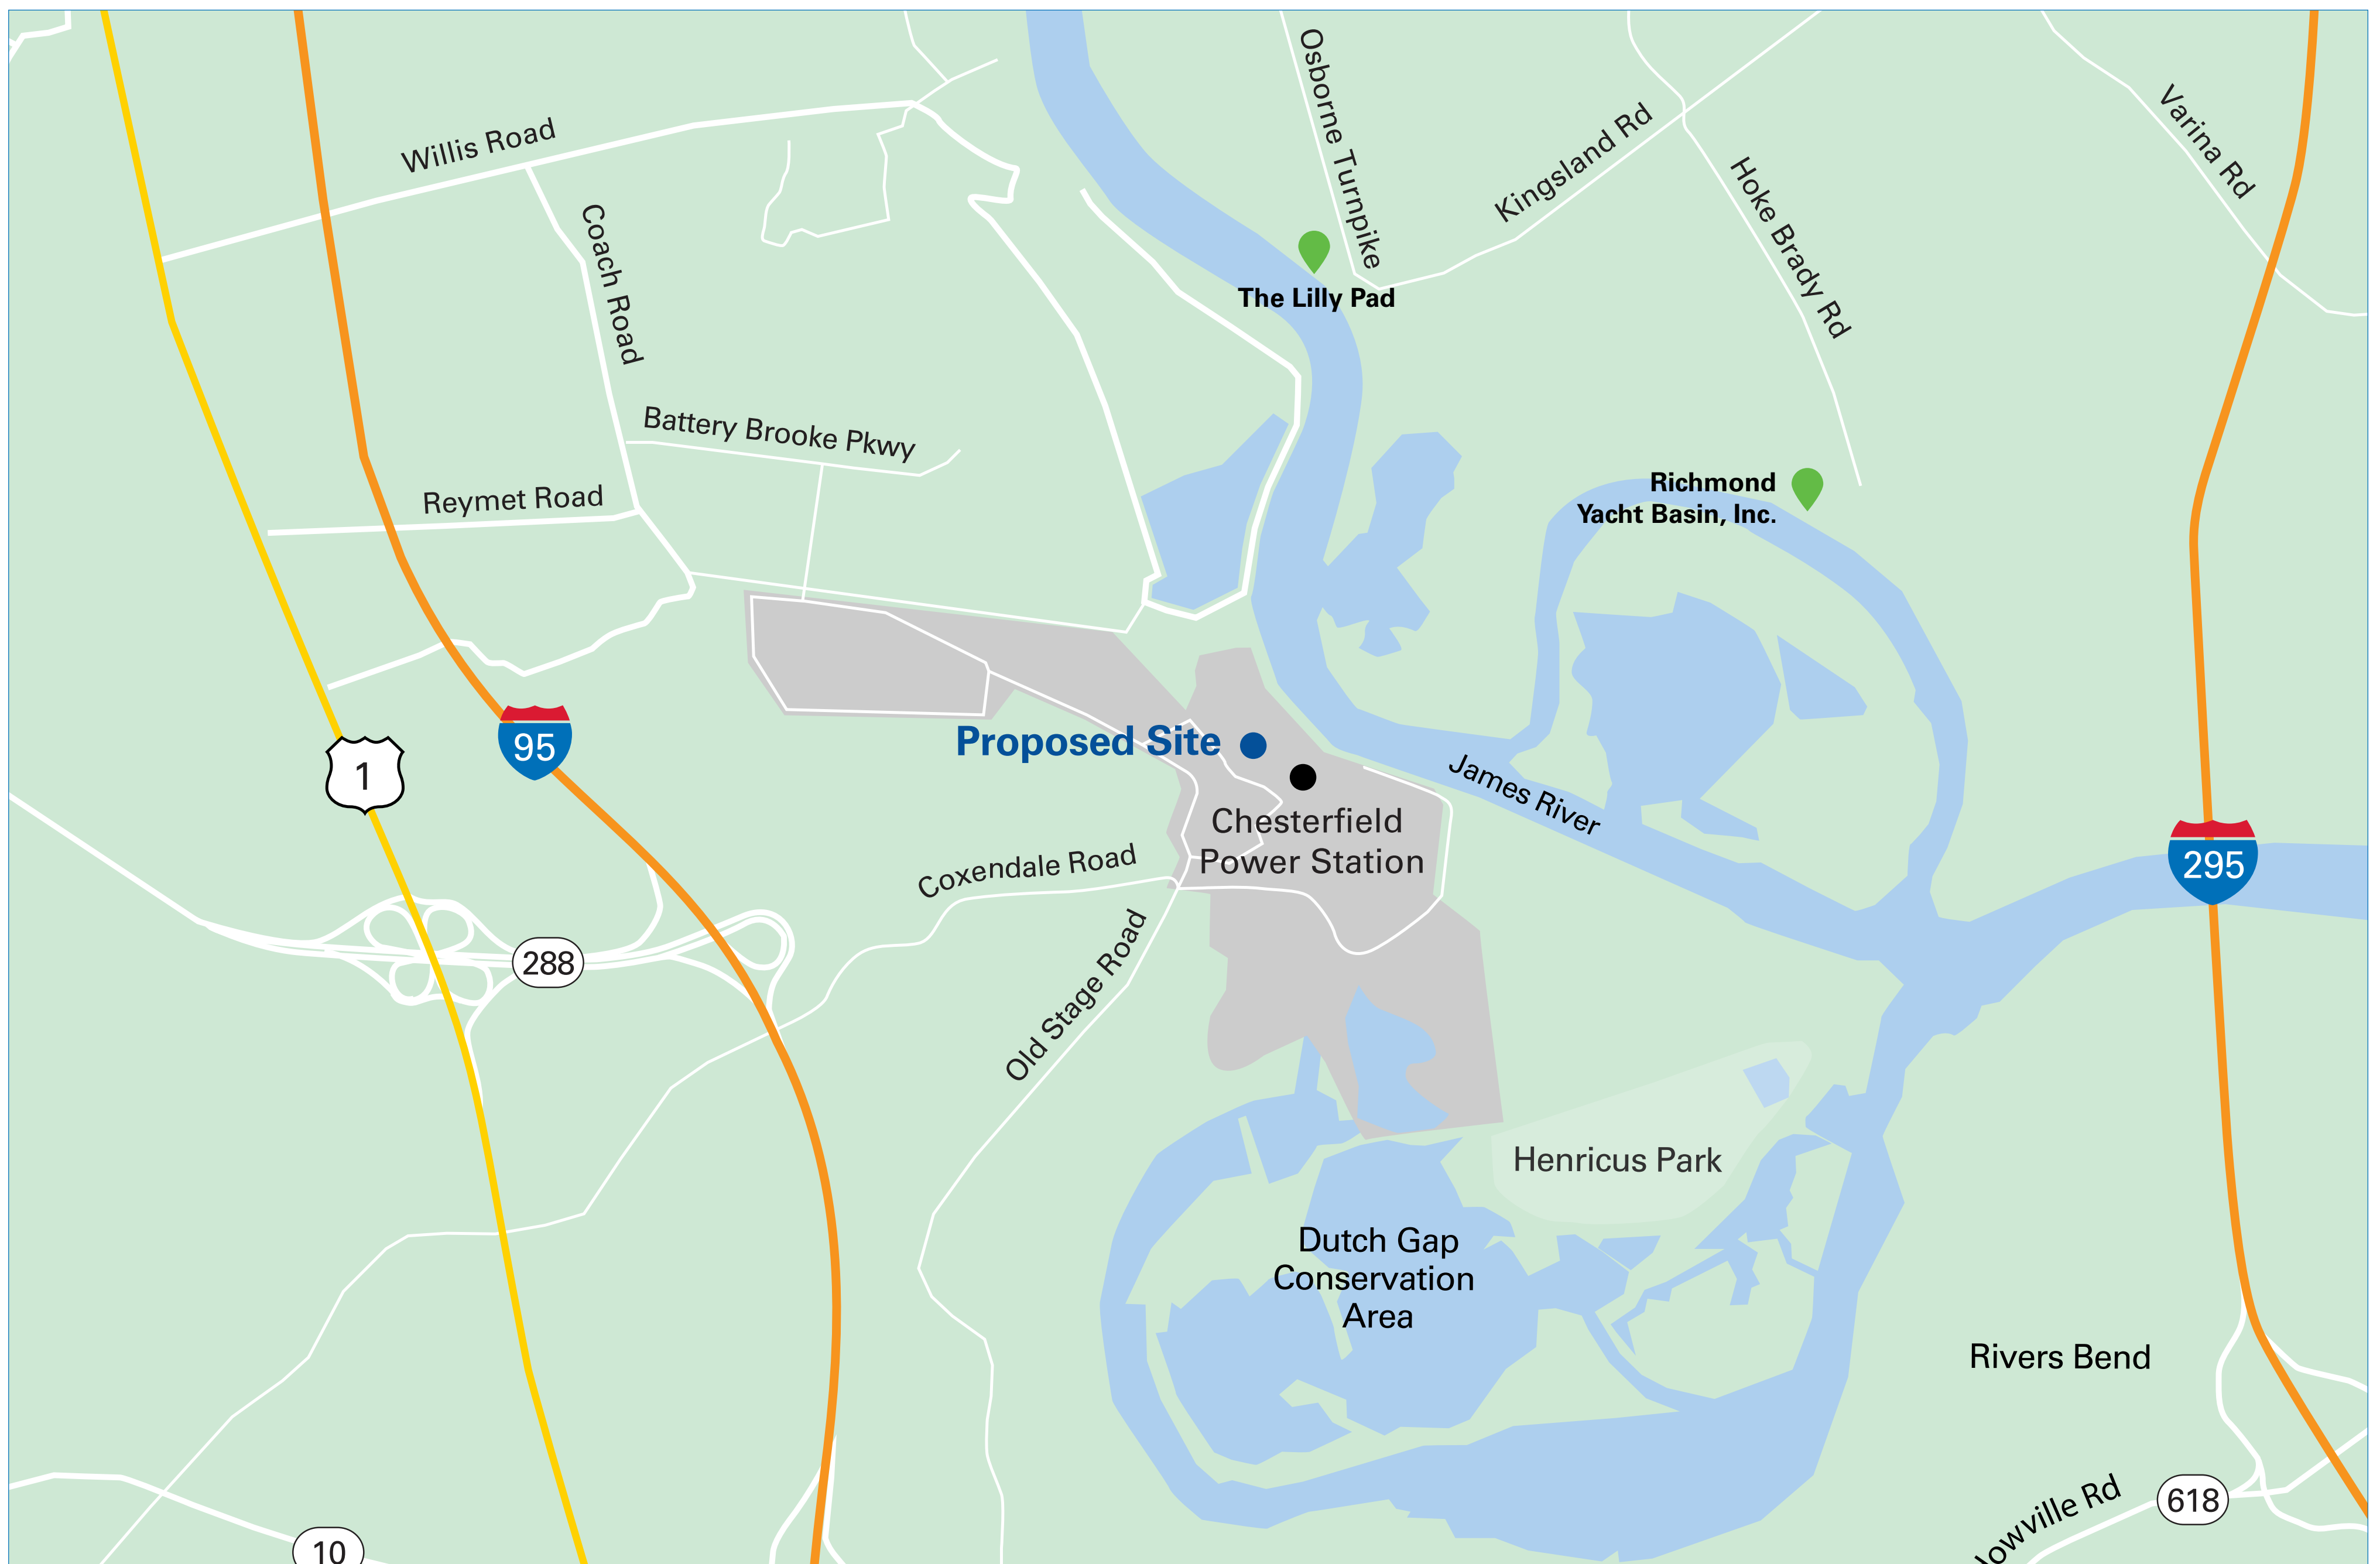 Osborne Turnpike
Varina Rd
Kingsland Rd
Willis Road
Hoke Brady Rd
Coach Road
The Lilly Pad
Battery Brooke Pkwy
Richmond
Yacht Basin, Inc.
Reymet Road
Proposed Site
95
1
James River
Chesterfield
Power Station
295
Coxendale Road
288
Old Stage Road
Henricus Park
Dutch Gap
Conservation
Area
Rivers Bend
618
owville Rd
10